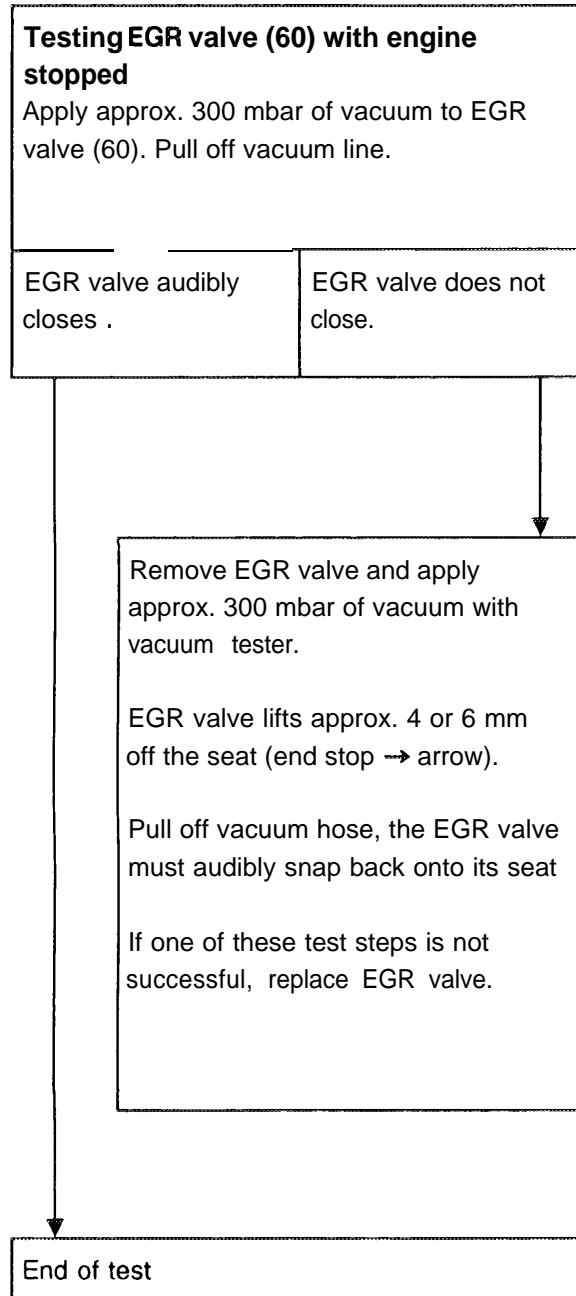 Testing EGR valve (60) with engine
stopped
Apply approx. 300 mbar of vacuum to EGR
valve (60). Pull off vacuum line.
EGR valve audibly
closes .
EGR valve does not
close.
Remove EGR valve and apply
approx. 300 mbar of vacuum with
vacuum tester.
EGR valve lifts approx. 4 or 6 mm
off the seat (end stop → arrow).
Pull off vacuum hose, the EGR valve
must audibly snap back onto its seat
If one of these test steps is not
successful, replace EGR valve.
End of test